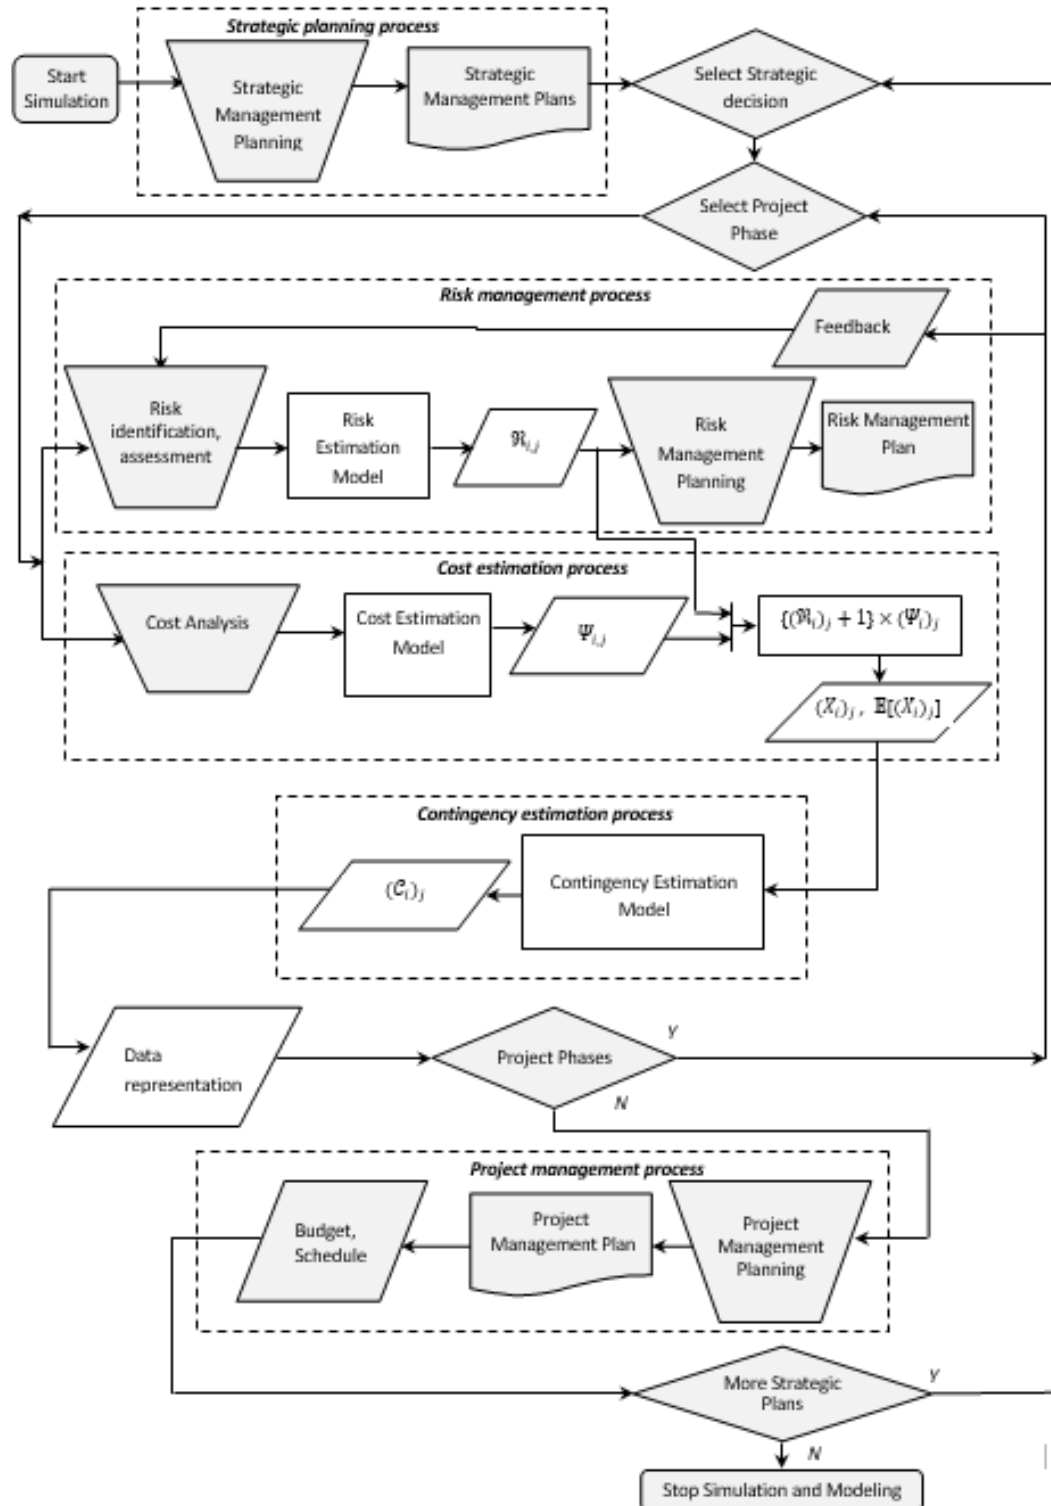 Strategic planning process
Start
Simulation
Strategic
Management
Planning
Strategic
Management Plans
Select Strategic
decision
Select Project
Phase
Risk management process
Feedback
Risk
identification,
assessment
Risk
Estimation
Model
ℜi,j
Risk
Management
Planning
Risk Management
Plan
Cost estimation process
Cost Analysis
Cost Estimation
Model
Ψi,j
{(ℜi)j + 1} × (Ψi)j
(Xi)j , 𝔼[(Xi)j]
Contingency estimation process
(𝒞i)j
Contingency Estimation
Model
Data
representation
Project Phases
Y
N
Project management process
Budget,
Schedule
Project
Management Plan
Project
Management
Planning
More Strategic
Plans
Y
N
Stop Simulation and Modeling